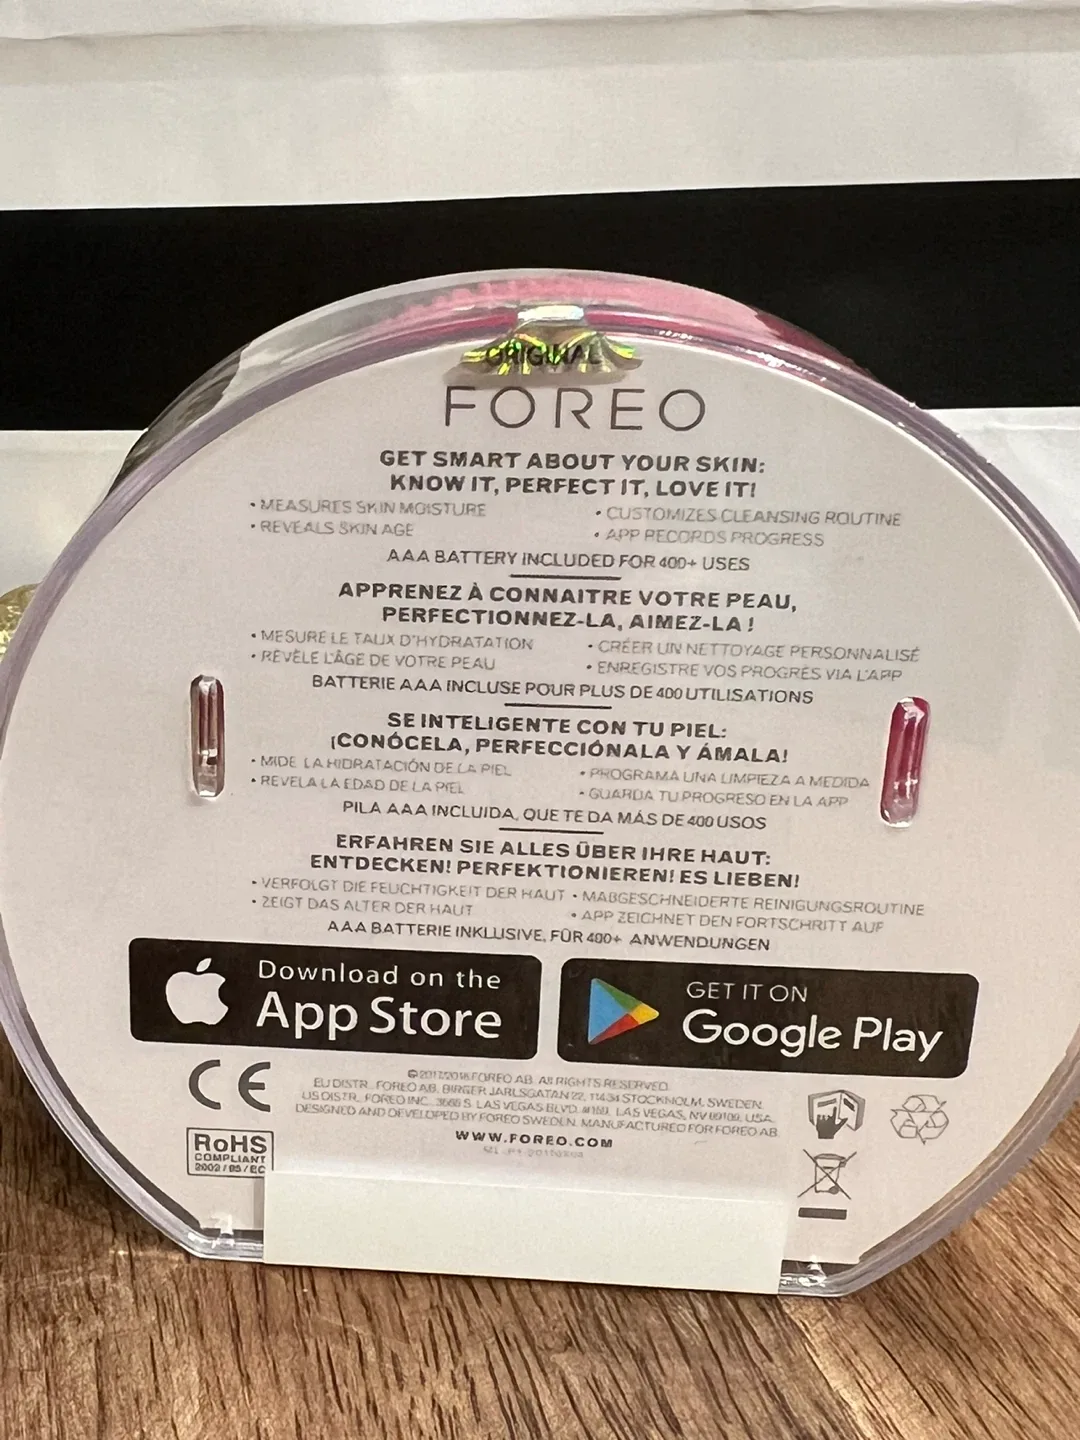 ORIGINAL
FOREO
GET SMART ABOUT YOUR SKIN:
KNOW IT, PERFECT IT, LOVE IT!
• MEASURES SKIN MOISTURE • CUSTOMIZES CLEANSING ROUTINE
• REVEALS SKIN AGE • APP RECORDS PROGRESS
AAA BATTERY INCLUDED FOR 400+ USES
APPRENEZ À CONNAITRE VOTRE PEAU,
PERFECTIONNEZ-LA, AIMEZ-LA !
• MESURE LE TAUX D'HYDRATATION • CRÉER UN NETTOYAGE PERSONNALISÉ
• RÉVÈLE L'ÂGE DE VOTRE PEAU • ENREGISTRE VOS PROGRÈS VIA L'APP
BATTERIE AAA INCLUSE POUR PLUS DE 400 UTILISATIONS
SE INTELIGENTE CON TU PIEL:
¡CONÓCELA, PERFECCIÓNALA Y ÁMALA!
• MIDE LA HIDRATACIÓN DE LA PIEL • PROGRAMA UNA LIMPIEZA A MEDIDA
• REVELA LA EDAD DE LA PIEL • GUARDA TU PROGRESO EN LA APP
PILA AAA INCLUIDA, QUE TE DA MÁS DE 400 USOS
ERFAHREN SIE ALLES ÜBER IHRE HAUT:
ENTDECKEN! PERFEKTIONIEREN! ES LIEBEN!
• VERFOLGT DIE FEUCHTIGKEIT DER HAUT • MAßGESCHNEIDERTE REINIGUNGSROUTINE
• ZEIGT DAS ALTER DER HAUT • APP ZEICHNET DEN FORTSCHRITT AUF
AAA BATTERIE INKLUSIVE, FÜR 400+ ANWENDUNGEN
Download on the
App Store
GET IT ON
Google Play
CE
RoHS
COMPLIANT
2002/95/EC
©2017/2018 FOREO AB. All RIGHTS RESERVED.
EU DISTR. FOREO AB, BIRGER JARLSGATAN 22, 114 34 STOCKHOLM, SWEDEN.
US DISTR. FOREO INC. 3565 S. LAS VEGAS BLVD. #159, LAS VEGAS, NV 89109, USA.
DESIGNED AND DEVELOPED BY FOREO SWEDEN. MANUFACTURED FOR FOREO AB.
WWW.FOREO.COM